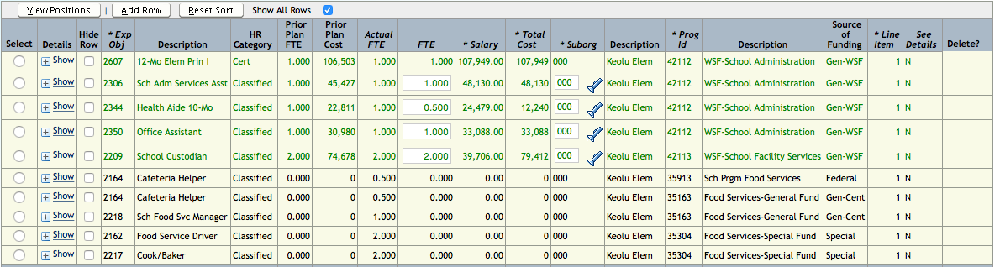 View Positions | Add Row Reset Sort Show All Rows
Select Details Hide Row * Exp Obj Description HR Category Prior Plan FTE Prior Plan Cost Actual FTE FTE * Salary * Total Cost * Suborg Description * Prog Id Description Source of Funding * Line Item See Details Delete?
Show 2607 12-Mo Elem Prin I Cert 1.000 106,503 1.000 1.000 107,949.00 107,949 000 Keolu Elem 42112 WSF-School Administration Gen-WSF 1 N
Show 2306 Sch Adm Services Asst Classified 1.000 45,427 1.000 1.000 48,130.00 48,130 000 Keolu Elem 42112 WSF-School Administration Gen-WSF 1 N
Show 2344 Health Aide 10-Mo Classified 1.000 22,811 1.000 0.500 24,479.00 12,240 000 Keolu Elem 42112 WSF-School Administration Gen-WSF 1 N
Show 2350 Office Assistant Classified 1.000 30,980 1.000 1.000 33,088.00 33,088 000 Keolu Elem 42112 WSF-School Administration Gen-WSF 1 N
Show 2209 School Custodian Classified 2.000 74,678 2.000 2.000 39,706.00 79,412 000 Keolu Elem 42113 WSF-School Facility Services Gen-WSF 1 N
Show 2164 Cafeteria Helper Classified 0.000 0 0.500 0.000 0.00 0 000 Keolu Elem 35913 Sch Prgm Food Services Federal 1 N
Show 2164 Cafeteria Helper Classified 0.000 0 0.500 0.000 0.00 0 000 Keolu Elem 35163 Food Services-General Fund Gen-Cent 1 N
Show 2218 Sch Food Svc Manager Classified 0.000 0 1.000 0.000 0.00 0 000 Keolu Elem 35163 Food Services-General Fund Gen-Cent 1 N
Show 2162 Food Service Driver Classified 0.000 0 2.000 0.000 0.00 0 000 Keolu Elem 35304 Food Services-Special Fund Special 1 N
Show 2217 Cook/Baker Classified 0.000 0 2.000 0.000 0.00 0 000 Keolu Elem 35304 Food Services-Special Fund Special 1 N